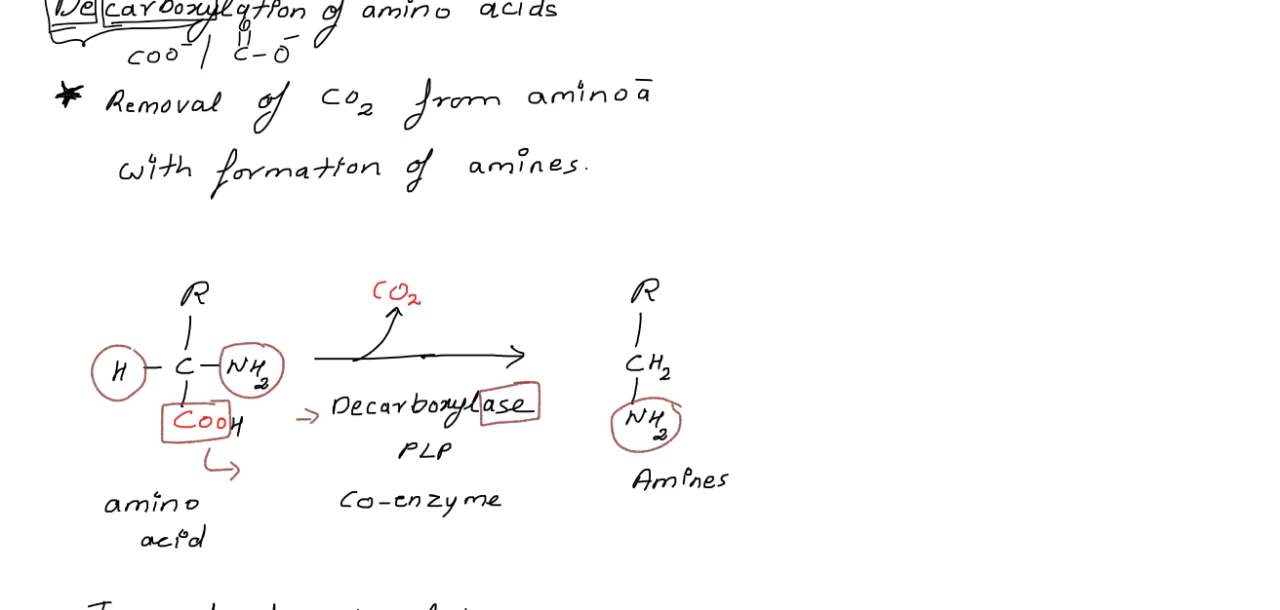 Decarboxylation of amino acids
COO⁻ / C-O⁻
O
* Removal of CO₂ from amino ā
with formation of amines.
R
CO₂
R
H - C - NH₂
CH₂
COOH
→ Decarboxylase
NH₂
PLP
Amines
amino
Co-enzyme
acid